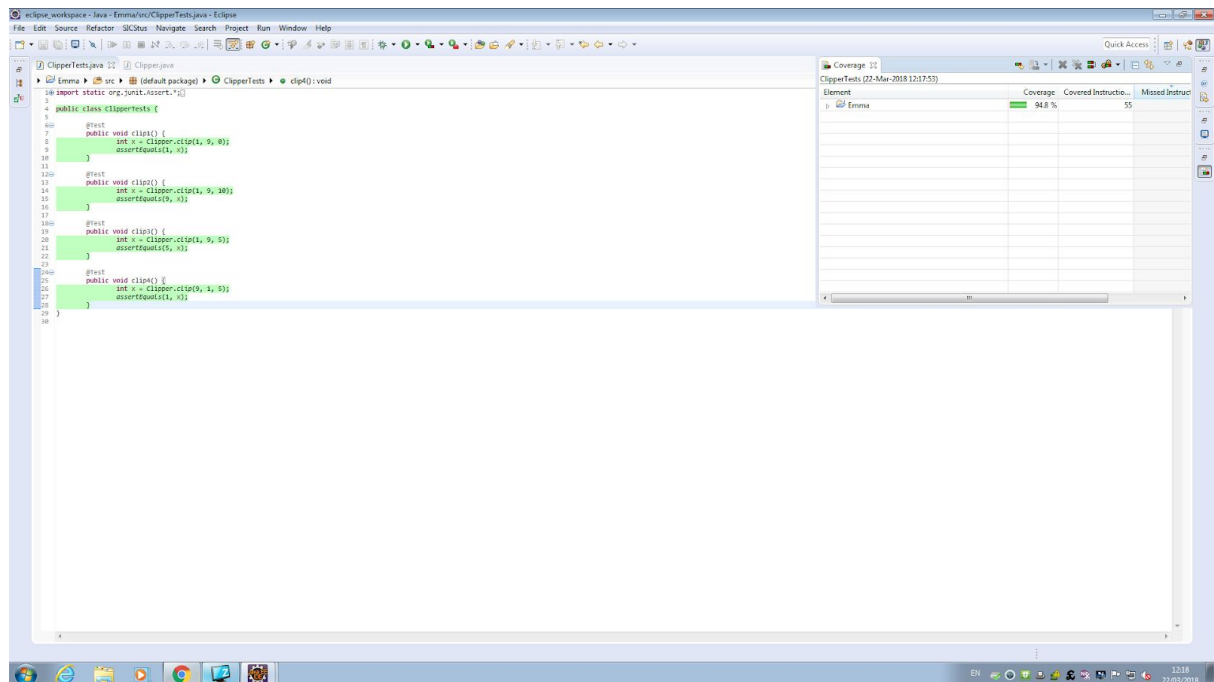 eclipse_workspace - Java - Emma/src/ClipperTests.java - Eclipse
File Edit Source Refactor SICStus Navigate Search Project Run Window Help
Quick Access
ClipperTests.java Clipper.java
Emma src (default package) ClipperTests clip4() : void
1 import static org.junit.Assert.*;
3
4 public class ClipperTests {
5
6 @Test
7 public void clip1() {
8 int x = Clipper.clip(1, 9, 0);
9 assertEquals(1, x);
10 }
11
12 @Test
13 public void clip2() {
14 int x = Clipper.clip(1, 9, 10);
15 assertEquals(9, x);
16 }
17
18 @Test
19 public void clip3() {
20 int x = Clipper.clip(1, 9, 5);
21 assertEquals(5, x);
22 }
23
24 @Test
25 public void clip4() {
26 int x = Clipper.clip(9, 1, 5);
27 assertEquals(1, x);
28 }
29 }
30
Coverage
ClipperTests (22-Mar-2018 12:17:53)
Element Coverage Covered Instructio... Missed Instruct
Emma 94.8 % 55
EN
12:18
22/03/2018